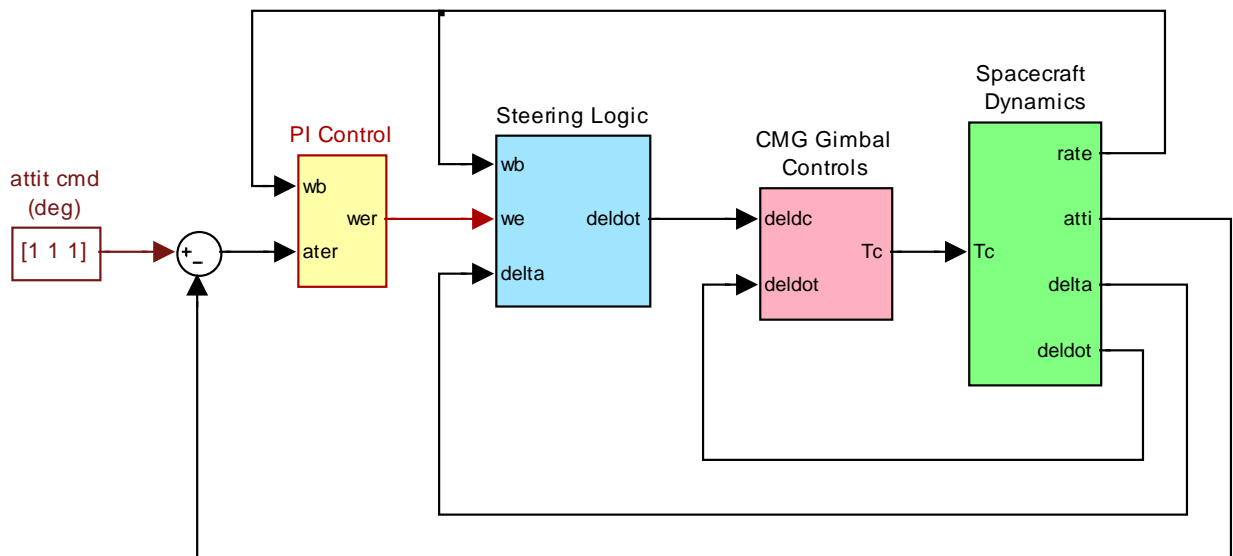 Spacecraft
Dynamics
Steering Logic
PI Control
CMG Gimbal
Controls
attit cmd
(deg)
[1 1 1]
+
−
wb
ater
wer
wb
we
delta
deldot
deldc
deldot
Tc
Tc
rate
atti
delta
deldot